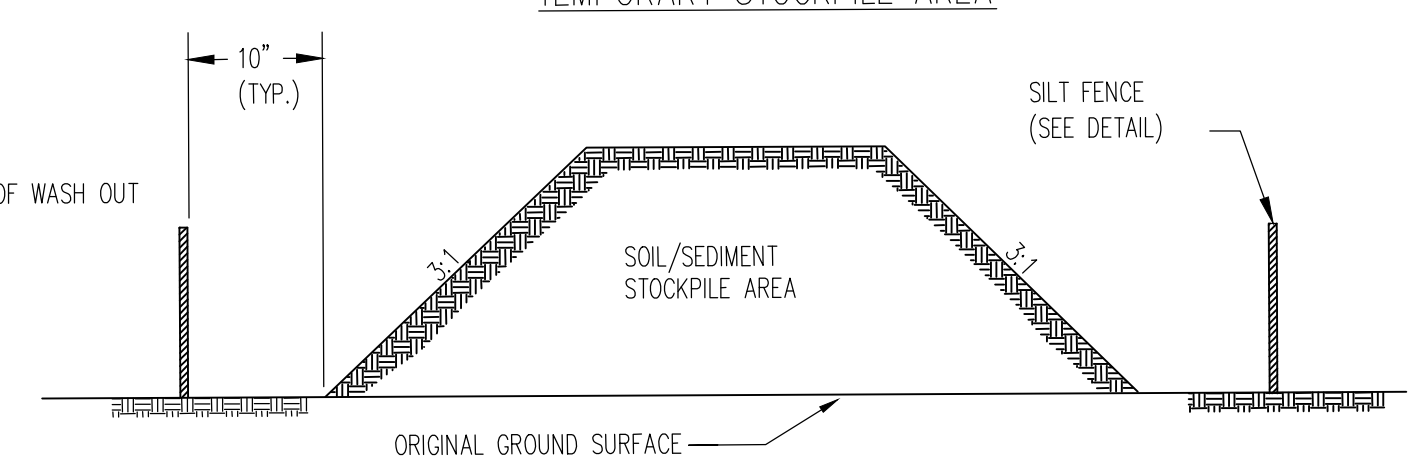 TEMPORARY STOCKPILE AREA
10"
(TYP.)
SILT FENCE
(SEE DETAIL)
OF WASH OUT
3:1
3:1
SOIL/SEDIMENT
STOCKPILE AREA
ORIGINAL GROUND SURFACE